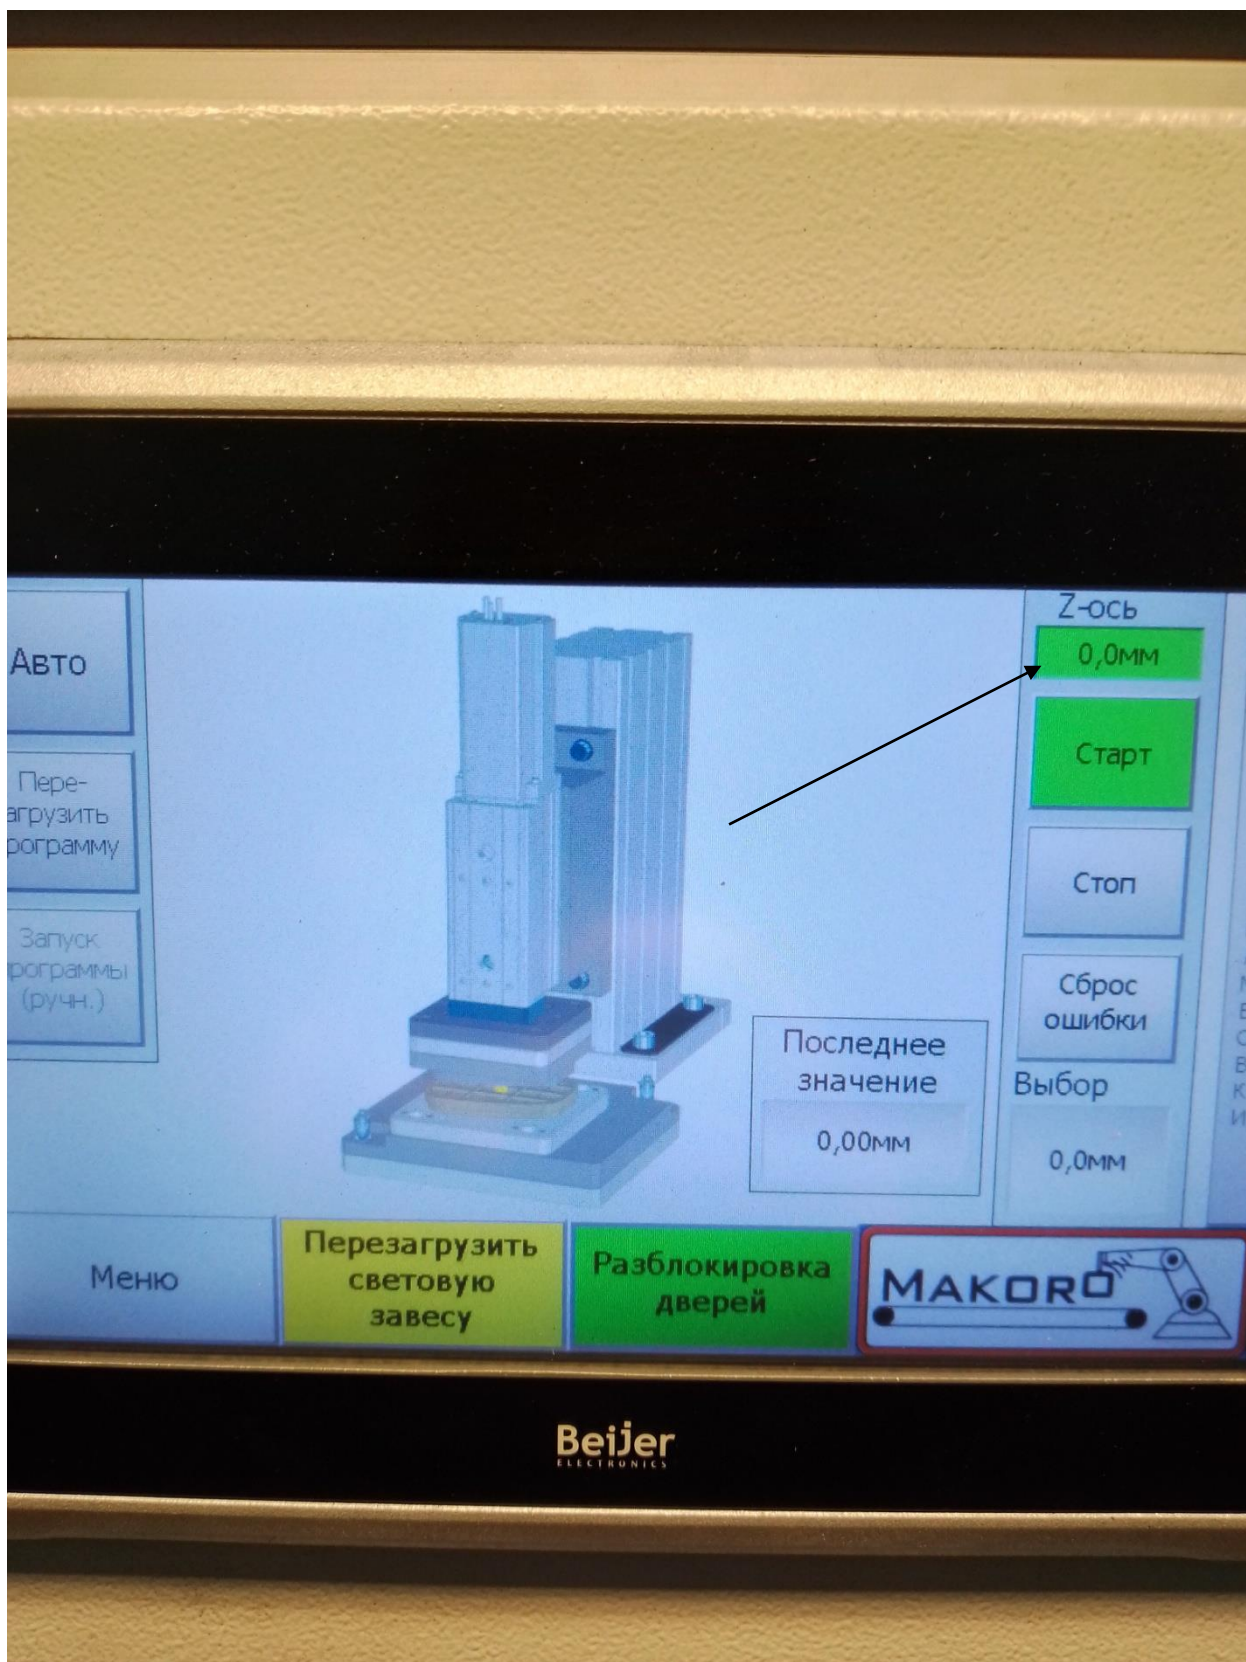 Авто
Пере-
агрузить
рограмму
Запуск
рограммы
(ручн.)
Z-ось
0,0мм
Старт
Стоп
Сброс
ошибки
Последнее
значение
0,00мм
Выбор
0,0мм
Меню
Перезагрузить
световую
завесу
Разблокировка
дверей
MAKORO
Beijer
ELECTRONICS